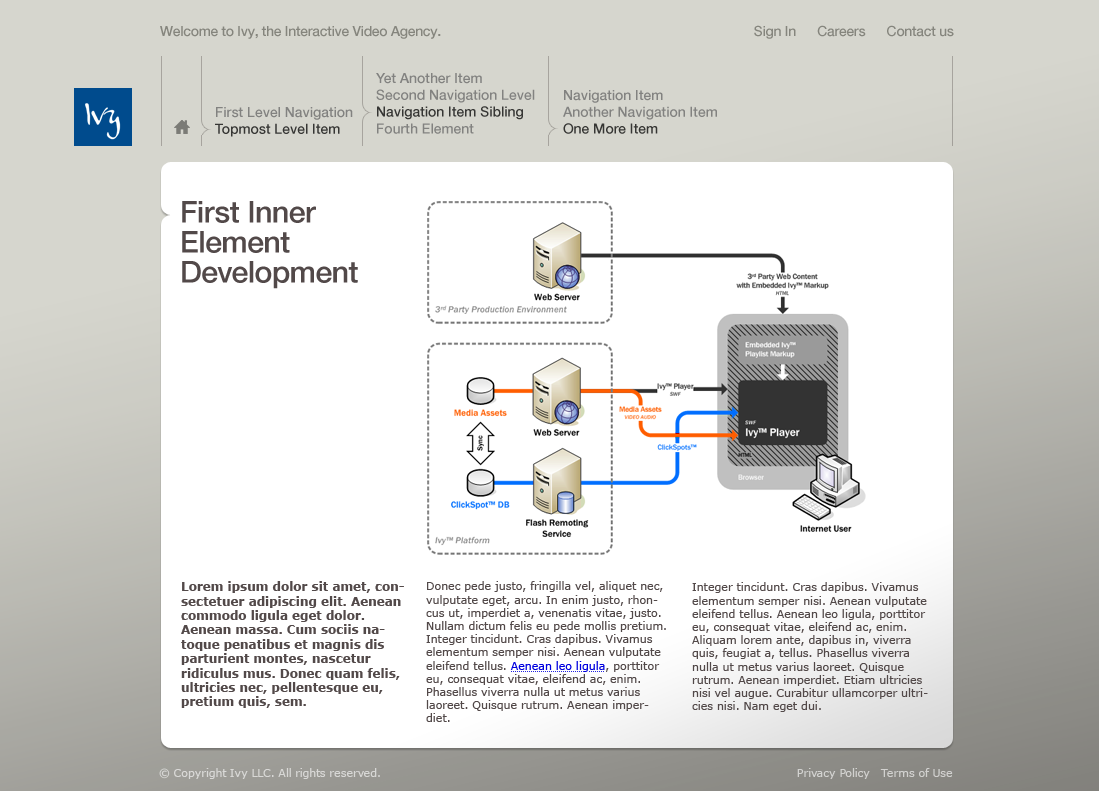 Welcome to Ivy, the Interactive Video Agency.
Sign In
Careers
Contact us
Ivy
First Level Navigation
Topmost Level Item
Yet Another Item
Second Navigation Level
Navigation Item Sibling
Fourth Element
Navigation Item
Another Navigation Item
One More Item
First Inner
Element
Development
Web Server
3rd Party Production Environment
3rd Party Web Content
with Embedded Ivy™ Markup
HTML
Embedded Ivy™
Playlist Markup
Ivy™ Player
SWF
Media Assets
Web Server
Media Assets
VIDEO AUDIO
SWF
Ivy™ Player
Sync
ClickSpots™
HTML
Browser
ClickSpot™ DB
Flash Remoting
Service
Internet User
Ivy™ Platform
Lorem ipsum dolor sit amet, con-
sectetuer adipiscing elit. Aenean
commodo ligula eget dolor.
Aenean massa. Cum sociis na-
toque penatibus et magnis dis
parturient montes, nascetur
ridiculus mus. Donec quam felis,
ultricies nec, pellentesque eu,
pretium quis, sem.
Donec pede justo, fringilla vel, aliquet nec,
vulputate eget, arcu. In enim justo, rhon-
cus ut, imperdiet a, venenatis vitae, justo.
Nullam dictum felis eu pede mollis pretium.
Integer tincidunt. Cras dapibus. Vivamus
elementum semper nisi. Aenean vulputate
eleifend tellus. Aenean leo ligula, porttitor
eu, consequat vitae, eleifend ac, enim.
Phasellus viverra nulla ut metus varius
laoreet. Quisque rutrum. Aenean imper-
diet.
Integer tincidunt. Cras dapibus. Vivamus
elementum semper nisi. Aenean vulputate
eleifend tellus. Aenean leo ligula, porttitor
eu, consequat vitae, eleifend ac, enim.
Aliquam lorem ante, dapibus in, viverra
quis, feugiat a, tellus. Phasellus viverra
nulla ut metus varius laoreet. Quisque
rutrum. Aenean imperdiet. Etiam ultricies
nisi vel augue. Curabitur ullamcorper ultri-
cies nisi. Nam eget dui.
© Copyright Ivy LLC. All rights reserved.
Privacy Policy
Terms of Use